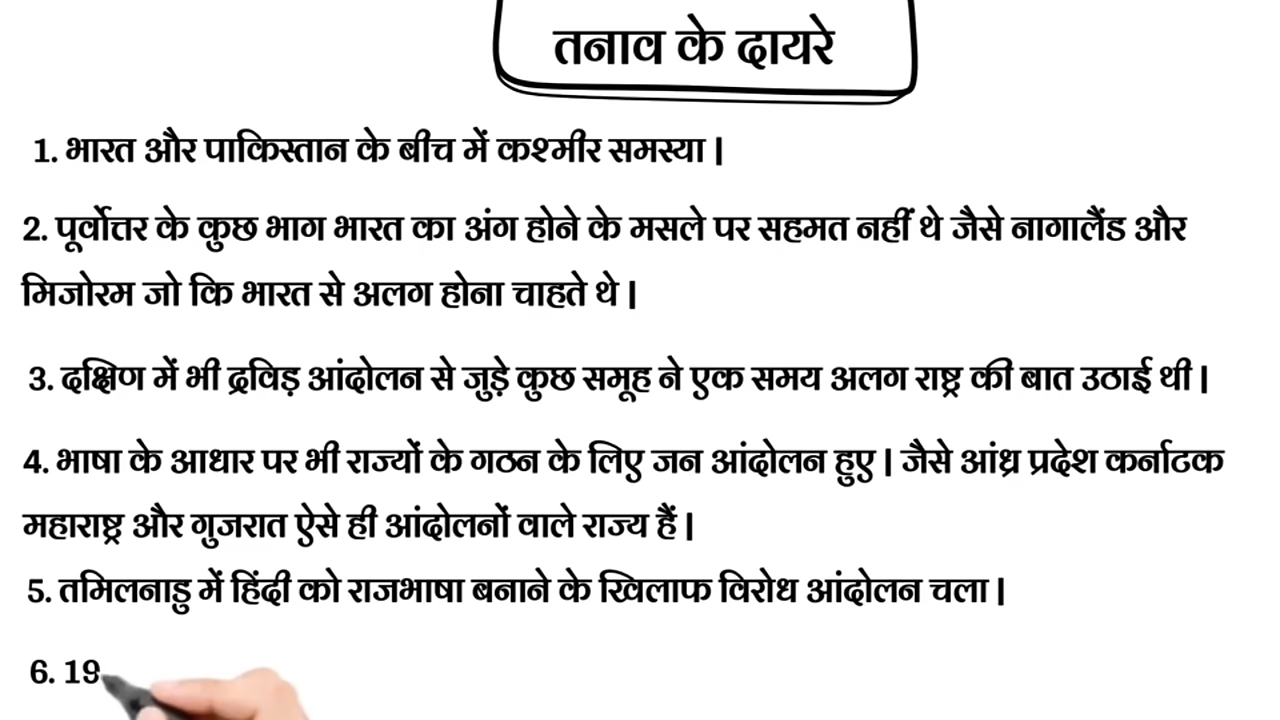 तनाव के दायरे
1. भारत और पाकिस्तान के बीच में कश्मीर समस्या |
2. पूर्वोत्तर के कुछ भाग भारत का अंग होने के मसले पर सहमत नहीं थे जैसे नागालैंड और
मिजोरम जो कि भारत से अलग होना चाहते थे |
3. दक्षिण में भी द्रविड़ आंदोलन से जुड़े कुछ समूह ने एक समय अलग राष्ट्र की बात उठाई थी |
4. भाषा के आधार पर भी राज्यों के गठन के लिए जन आंदोलन हुए | जैसे आंध्र प्रदेश कर्नाटक
महाराष्ट्र और गुजरात ऐसे ही आंदोलनों वाले राज्य हैं |
5. तमिलनाडु में हिंदी को राजभाषा बनाने के खिलाफ विरोध आंदोलन चला |
6. 19